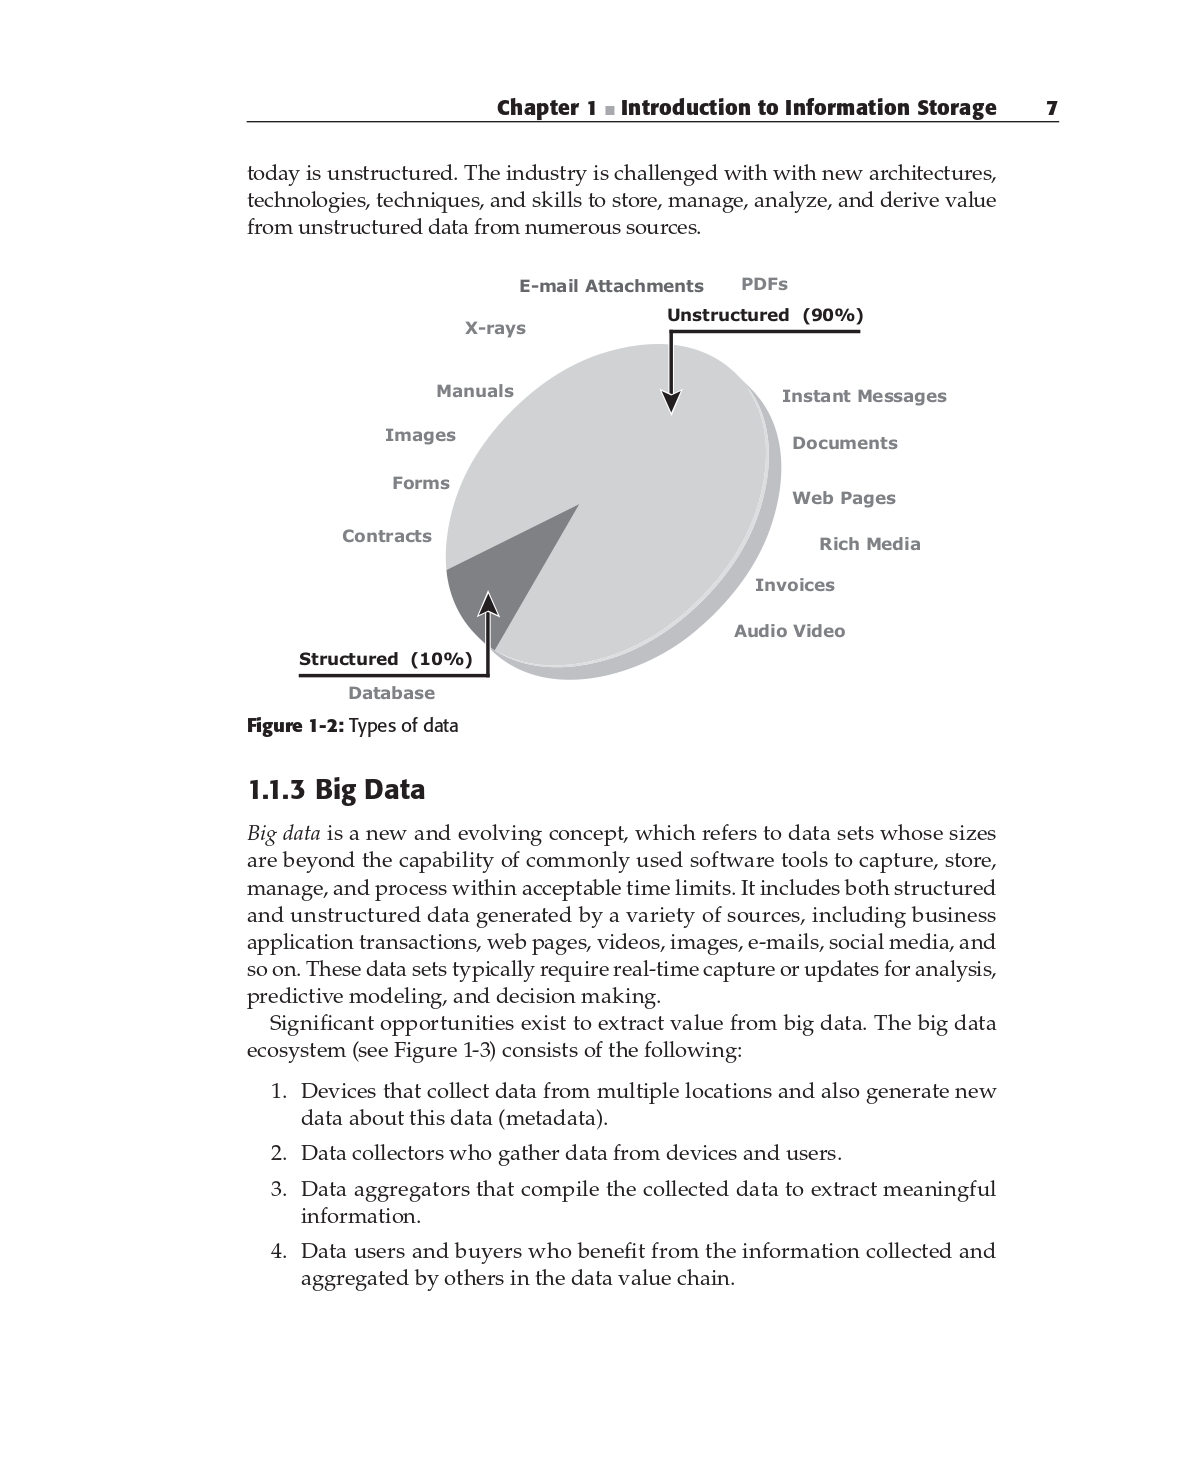 Chapter 1 ■ Introduction to Information Storage 7
today is unstructured. The industry is challenged with with new architectures,
technologies, techniques, and skills to store, manage, analyze, and derive value
from unstructured data from numerous sources.
E-mail Attachments PDFs
Unstructured (90%)
X-rays
Manuals
Instant Messages
Images
Documents
Forms
Web Pages
Contracts
Rich Media
Invoices
Audio Video
Structured (10%)
Database
Figure 1-2: Types of data
1.1.3 Big Data
Big data is a new and evolving concept, which refers to data sets whose sizes
are beyond the capability of commonly used software tools to capture, store,
manage, and process within acceptable time limits. It includes both structured
and unstructured data generated by a variety of sources, including business
application transactions, web pages, videos, images, e-mails, social media, and
so on. These data sets typically require real-time capture or updates for analysis,
predictive modeling, and decision making.
Significant opportunities exist to extract value from big data. The big data
ecosystem (see Figure 1-3) consists of the following:
1. Devices that collect data from multiple locations and also generate new
data about this data (metadata).
2. Data collectors who gather data from devices and users.
3. Data aggregators that compile the collected data to extract meaningful
information.
4. Data users and buyers who benefit from the information collected and
aggregated by others in the data value chain.